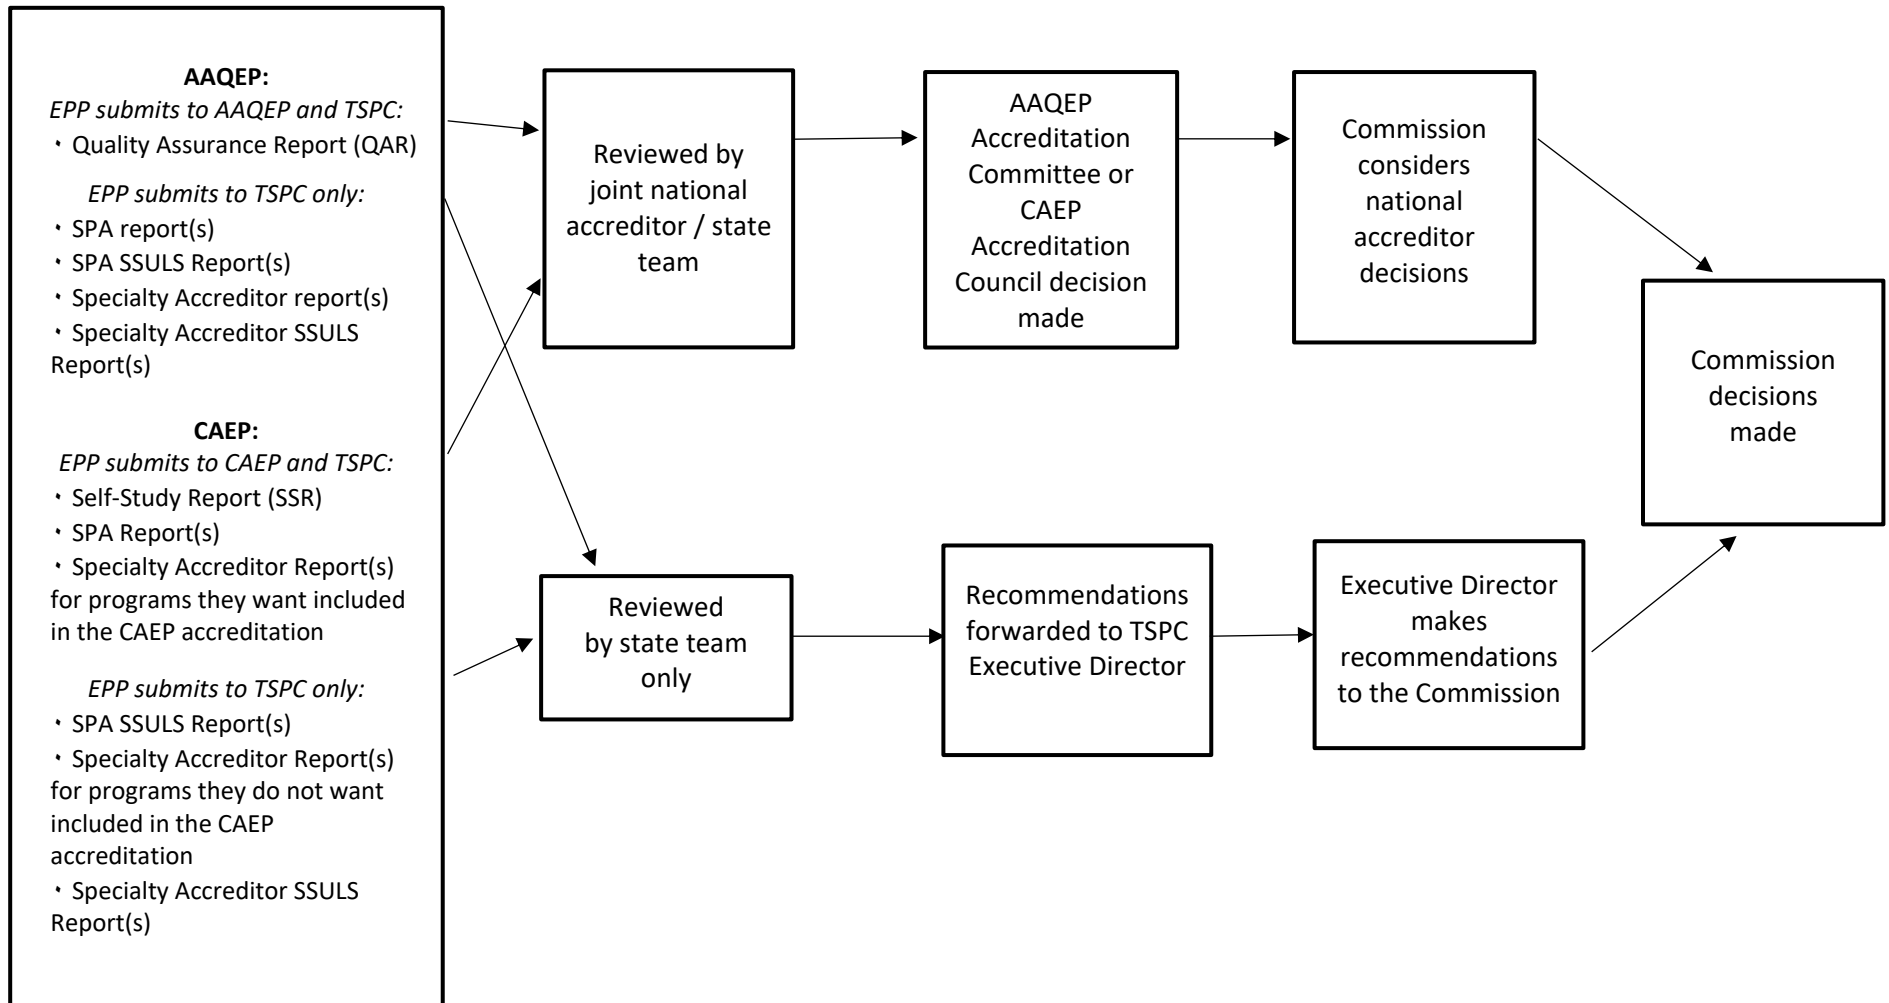 AAQEP:
EPP submits to AAQEP and TSPC:
· Quality Assurance Report (QAR)
EPP submits to TSPC only:
· SPA report(s)
· SPA SSULS Report(s)
· Specialty Accreditor report(s)
· Specialty Accreditor SSULS
Report(s)
CAEP:
EPP submits to CAEP and TSPC:
· Self-Study Report (SSR)
· SPA Report(s)
· Specialty Accreditor Report(s)
for programs they want included
in the CAEP accreditation
EPP submits to TSPC only:
· SPA SSULS Report(s)
· Specialty Accreditor Report(s)
for programs they do not want
included in the CAEP
accreditation
· Specialty Accreditor SSULS
Report(s)
Reviewed by
joint national
accreditor / state
team
AAQEP
Accreditation
Committee or
CAEP
Accreditation
Council decision
made
Commission
considers
national
accreditor
decisions
Reviewed
by state team
only
Recommendations
forwarded to TSPC
Executive Director
Executive Director
makes
recommendations
to the Commission
Commission
decisions
made